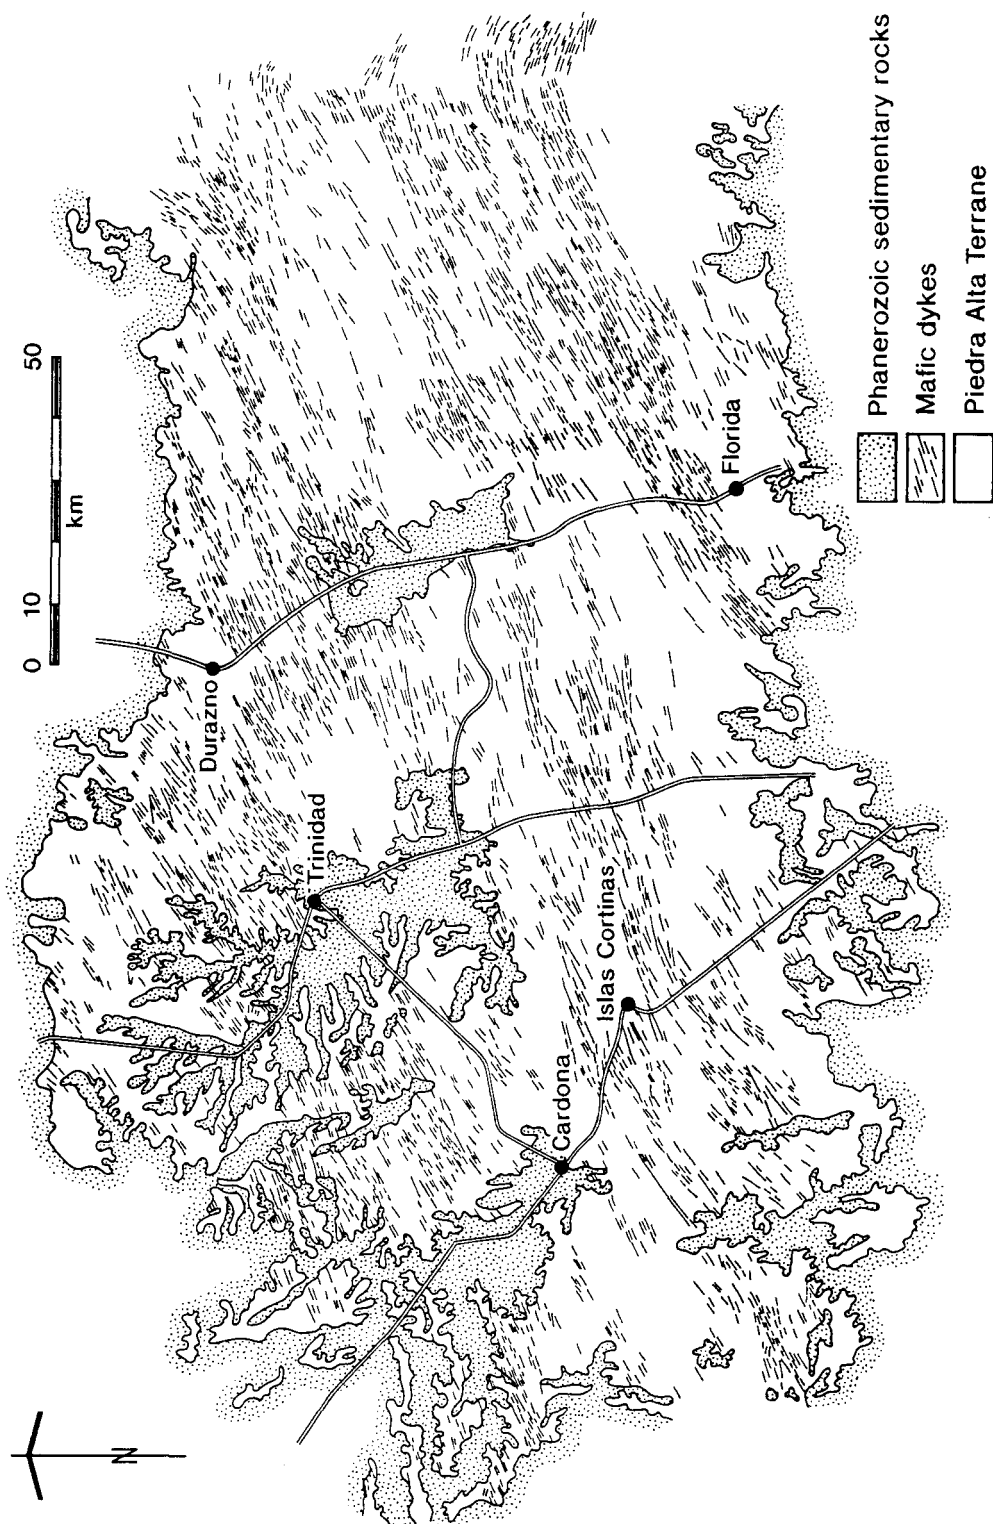 N
0 10 50
km
Durazno
Trinidad
Cardona
Islas Cortinas
Florida
Phanerozoic sedimentary rocks
Mafic dykes
Piedra Alta Terrane